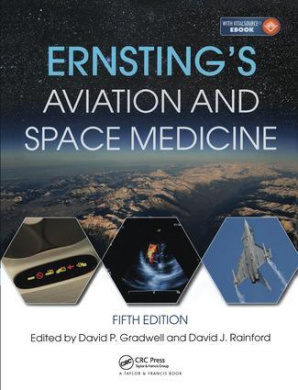 WITH VITALSOURCE®
EBOOK
ERNSTING'S
AVIATION AND
SPACE MEDICINE
FIFTH EDITION
Edited by David P. Gradwell and David J. Rainford
CRC Press
Taylor & Francis Group
A TAYLOR & FRANCIS BOOK